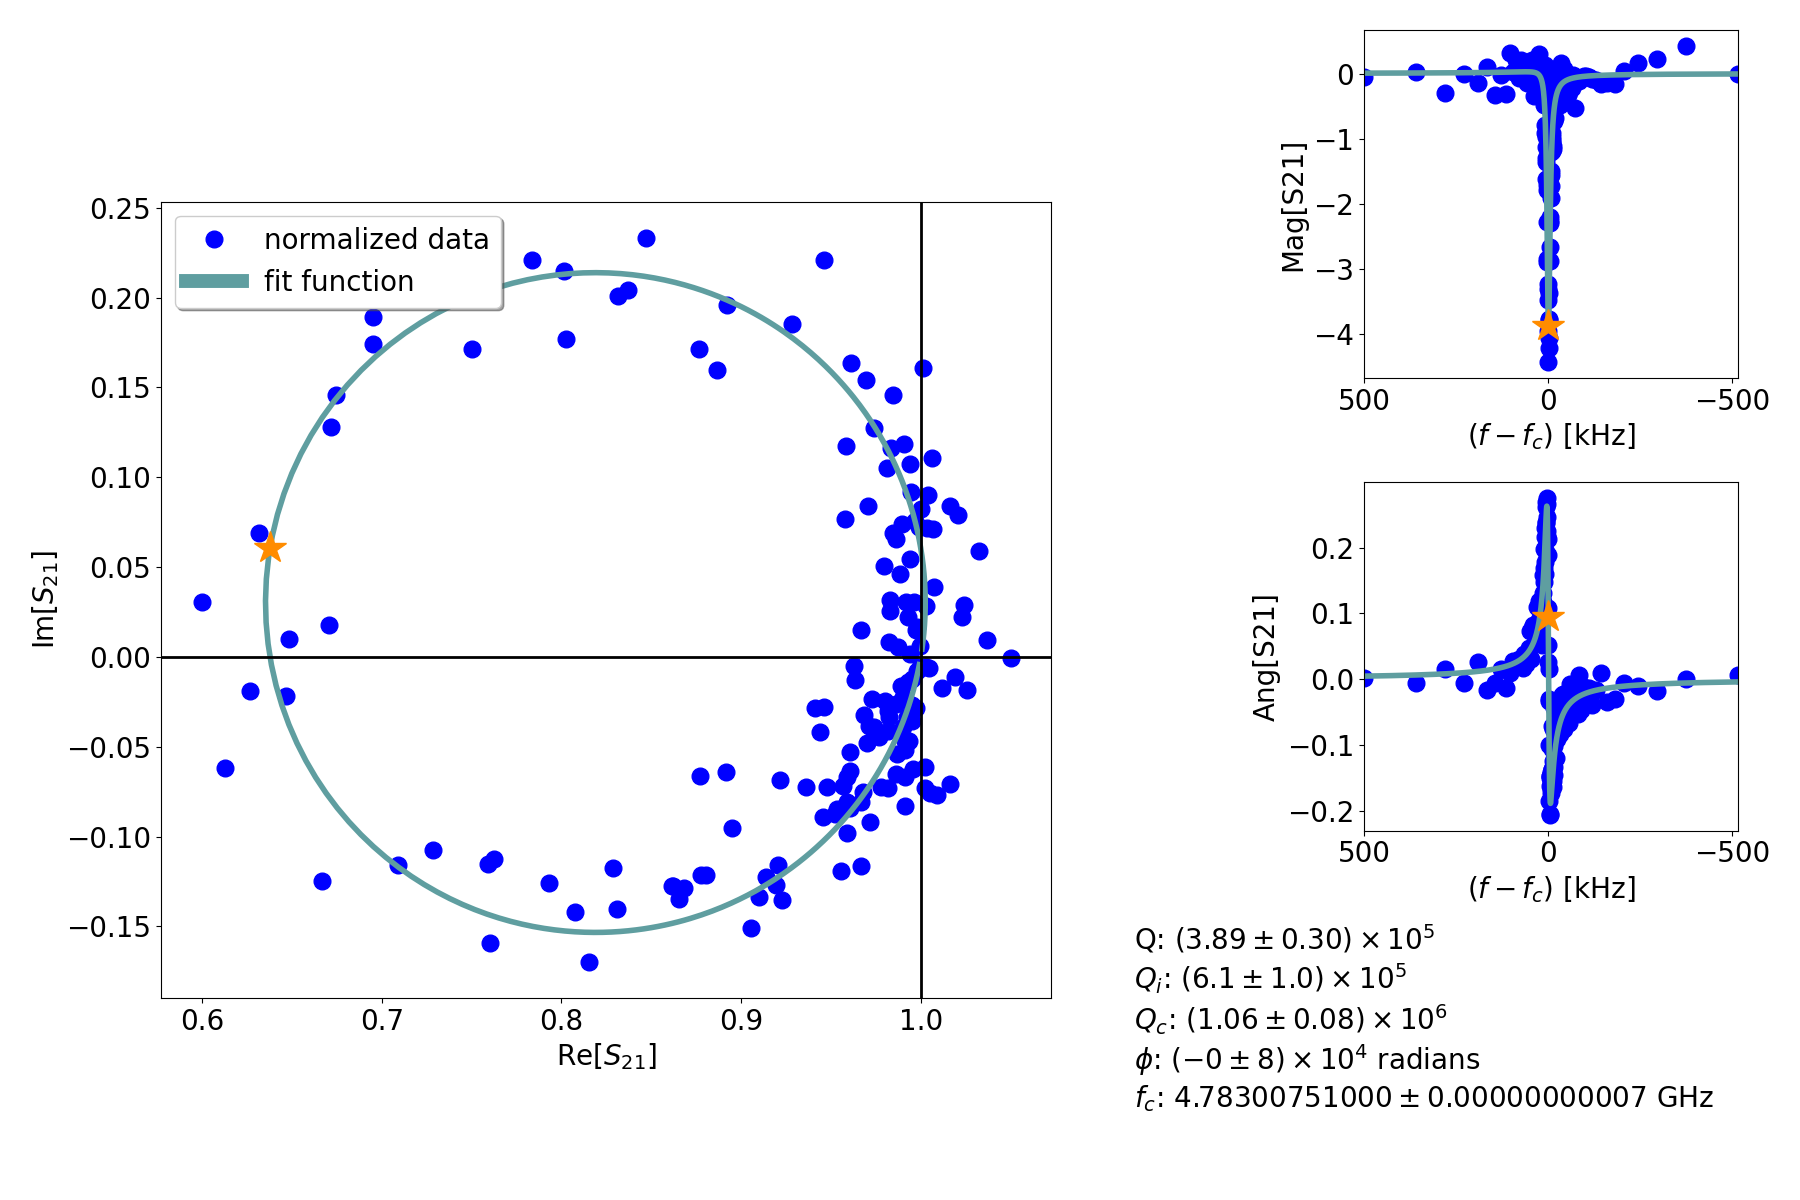 normalized data
fit function
0.25
0.20
0.15
0.10
0.05
0.00
−0.05
−0.10
−0.15
Im[S21]
0.6 0.7 0.8 0.9 1.0
Re[S21]
0
−1
−2
−3
−4
Mag[S21]
500 0 −500
(f − fc) [kHz]
0.2
0.1
0.0
−0.1
−0.2
Ang[S21]
500 0 −500
(f − fc) [kHz]
Q: (3.89 ± 0.30) × 10^5
Qi: (6.1 ± 1.0) × 10^5
Qc: (1.06 ± 0.08) × 10^6
ϕ: (−0 ± 8) × 10^4 radians
fc: 4.78300751000 ± 0.00000000007 GHz